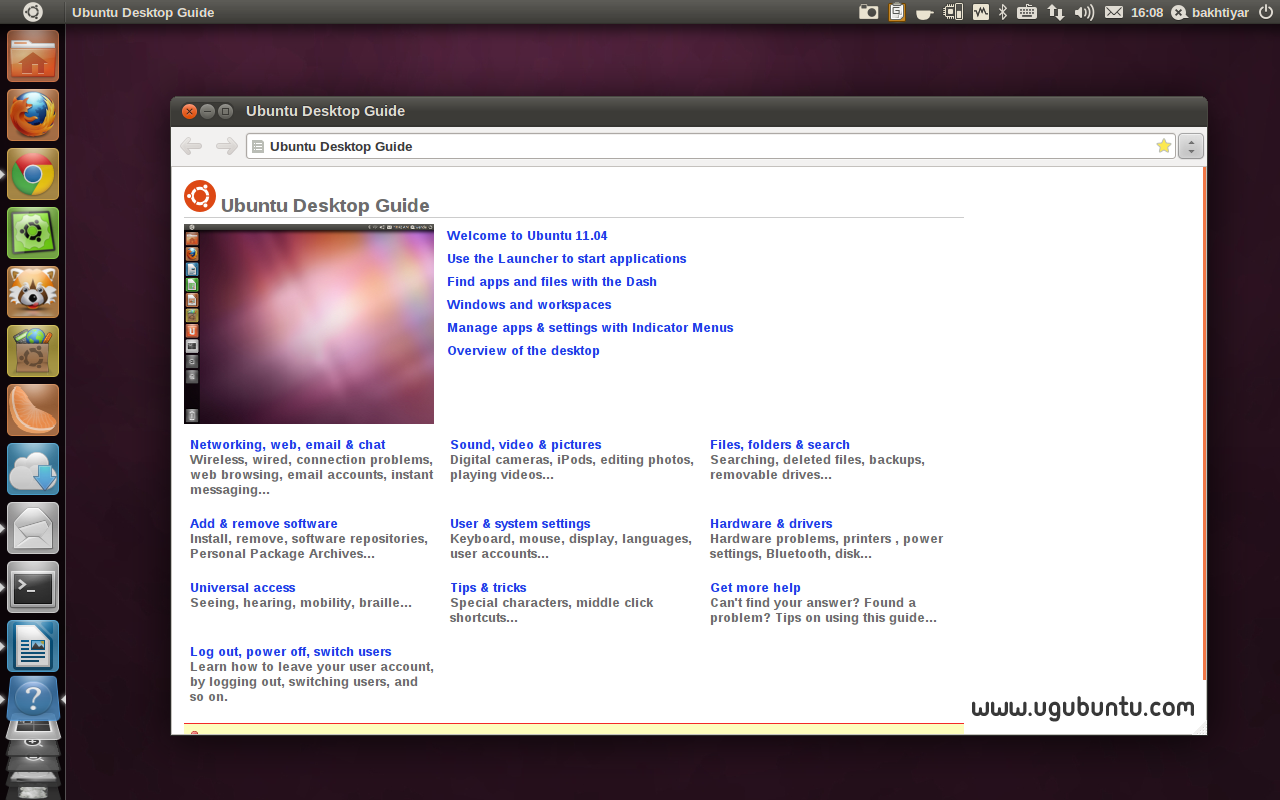 Ubuntu Desktop Guide
16:08 bakhtiyar
Ubuntu Desktop Guide
Ubuntu Desktop Guide
Ubuntu Desktop Guide
Welcome to Ubuntu 11.04
Use the Launcher to start applications
Find apps and files with the Dash
Windows and workspaces
Manage apps & settings with Indicator Menus
Overview of the desktop
Networking, web, email & chat
Wireless, wired, connection problems,
web browsing, email accounts, instant
messaging...
Sound, video & pictures
Digital cameras, iPods, editing photos,
playing videos...
Files, folders & search
Searching, deleted files, backups,
removable drives...
Add & remove software
Install, remove, software repositories,
Personal Package Archives...
User & system settings
Keyboard, mouse, display, languages,
user accounts...
Hardware & drivers
Hardware problems, printers , power
settings, Bluetooth, disk...
Universal access
Seeing, hearing, mobility, braille...
Tips & tricks
Special characters, middle click
shortcuts...
Get more help
Can't find your answer? Found a
problem? Tips on using this guide...
Log out, power off, switch users
Learn how to leave your user account,
by logging out, switching users, and
so on.
www.ugubuntu.com